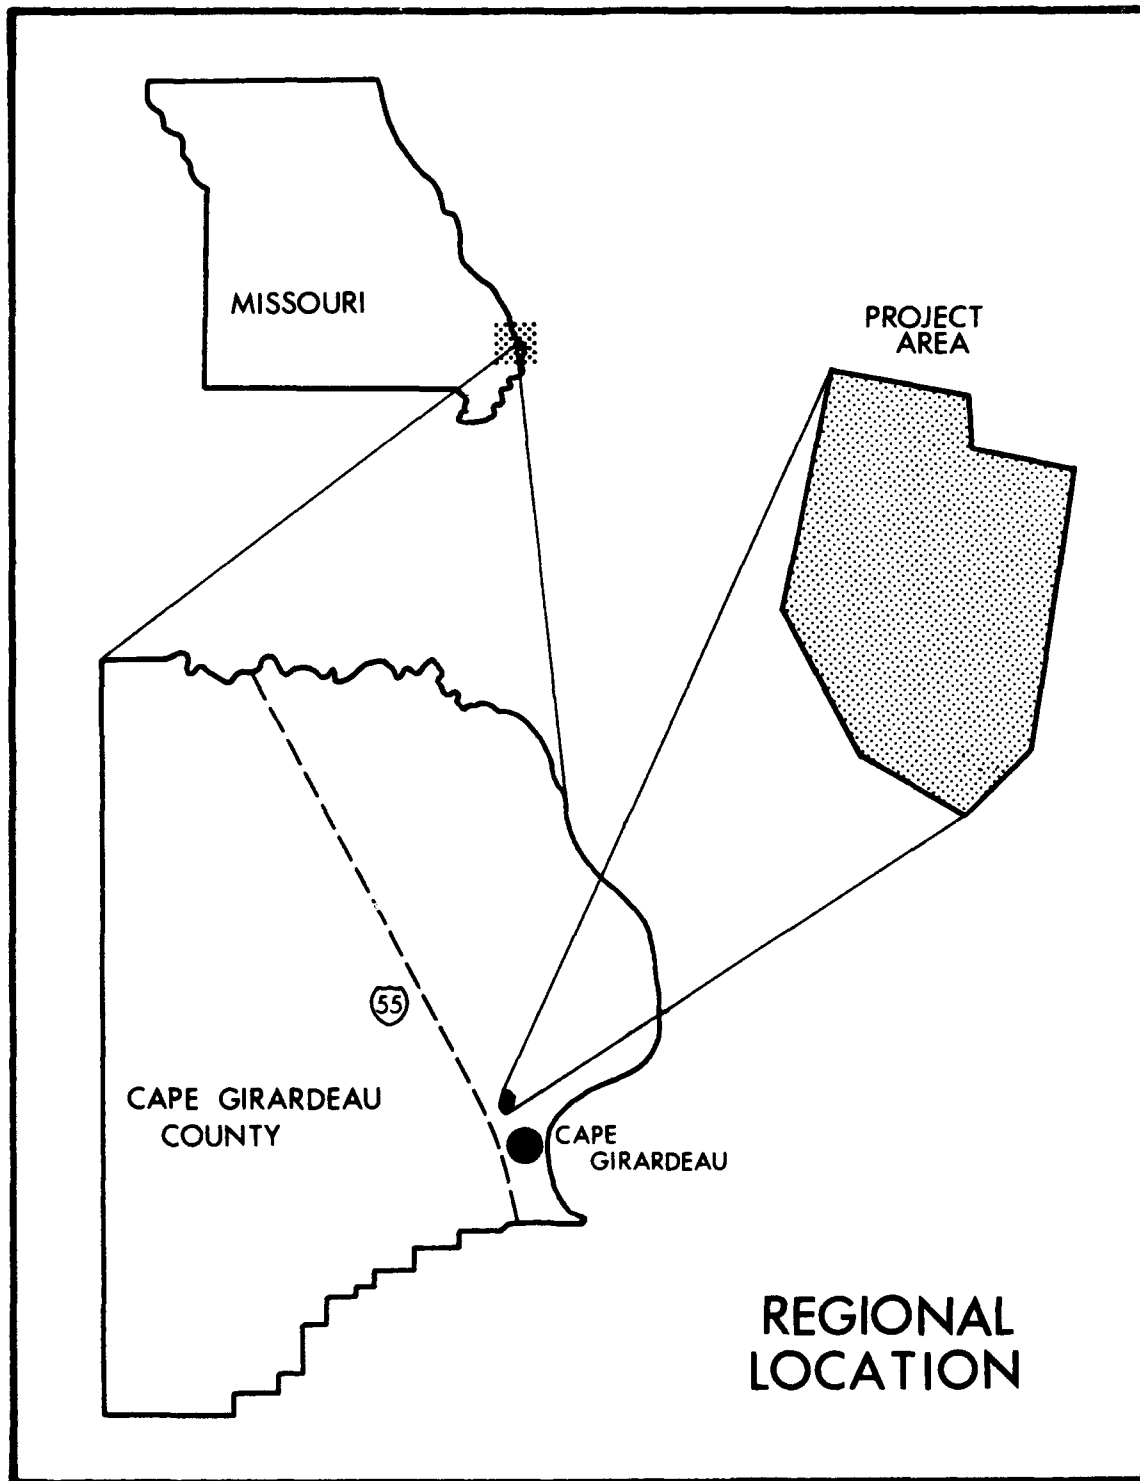 MISSOURI
PROJECT
AREA
55
CAPE GIRARDEAU
COUNTY
CAPE
GIRARDEAU
REGIONAL
LOCATION